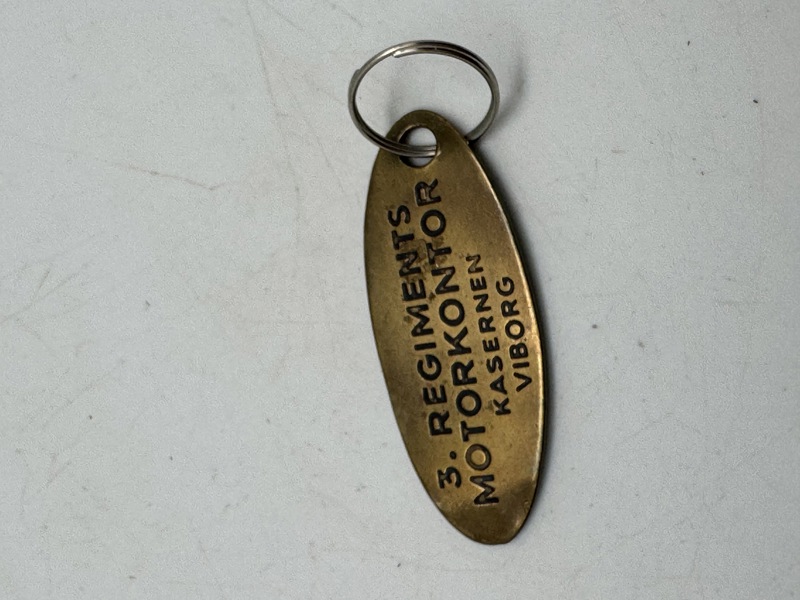 3. REGIMENTS
MOTORKONTOR
KASERNEN
VIBORG